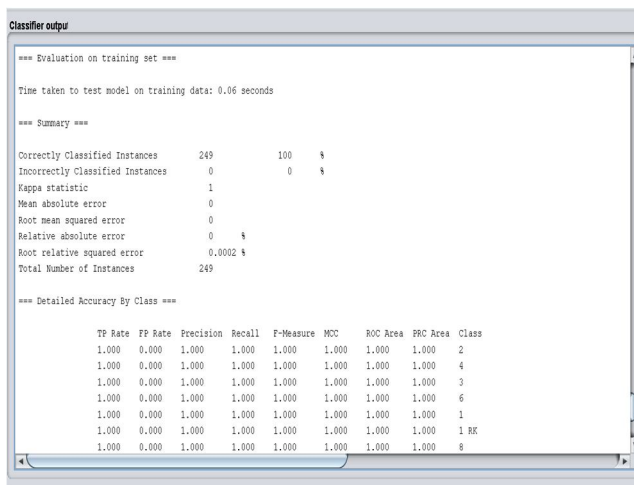 Classifier output
=== Evaluation on training set ===
Time taken to test model on training data: 0.06 seconds
=== Summary ===
Correctly Classified Instances 249 100 %
Incorrectly Classified Instances 0 0 %
Kappa statistic 1
Mean absolute error 0
Root mean squared error 0
Relative absolute error 0 %
Root relative squared error 0.0002 %
Total Number of Instances 249
=== Detailed Accuracy By Class ===
TP Rate FP Rate Precision Recall F-Measure MCC ROC Area PRC Area Class
1.000 0.000 1.000 1.000 1.000 1.000 1.000 1.000 2
1.000 0.000 1.000 1.000 1.000 1.000 1.000 1.000 4
1.000 0.000 1.000 1.000 1.000 1.000 1.000 1.000 3
1.000 0.000 1.000 1.000 1.000 1.000 1.000 1.000 6
1.000 0.000 1.000 1.000 1.000 1.000 1.000 1.000 1
1.000 0.000 1.000 1.000 1.000 1.000 1.000 1.000 1 RK
1.000 0.000 1.000 1.000 1.000 1.000 1.000 1.000 8